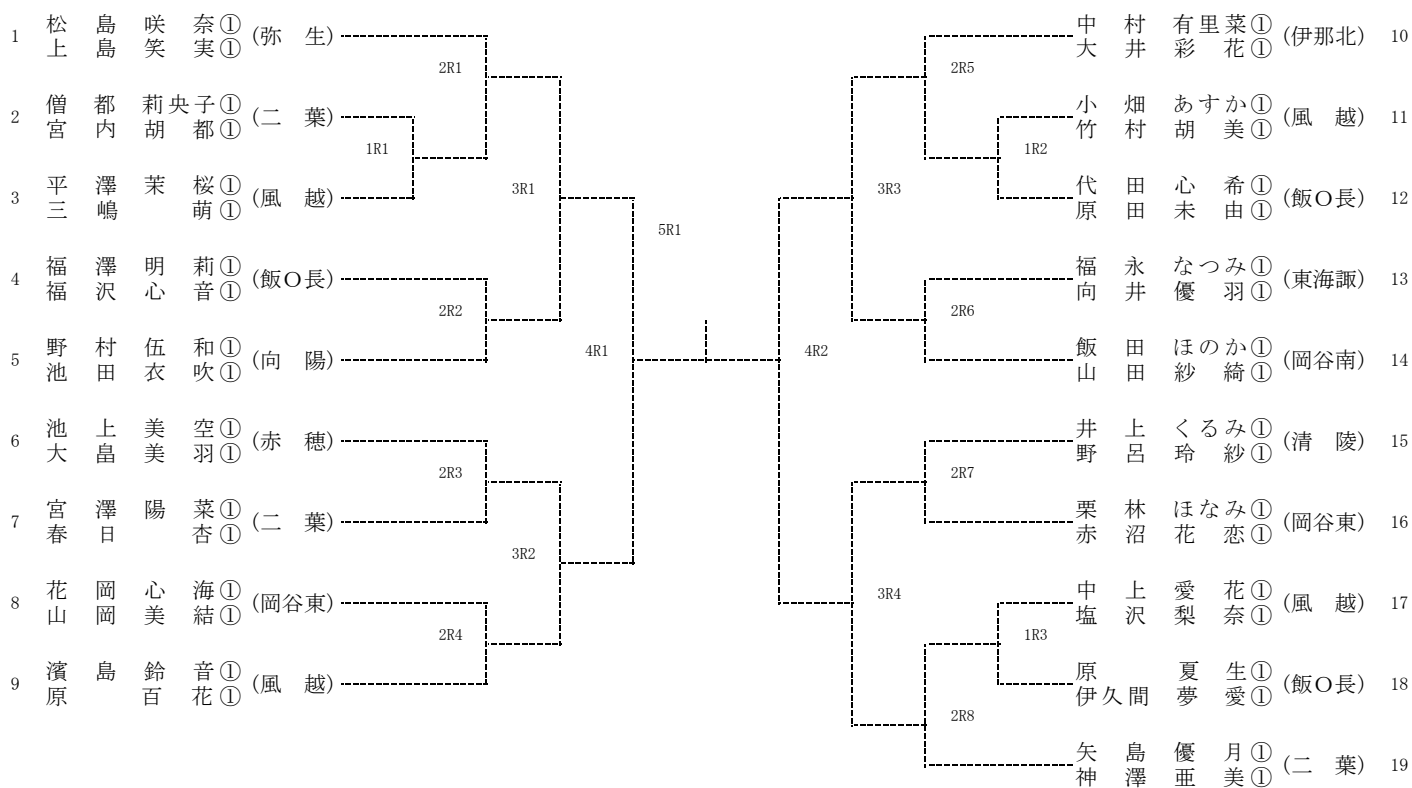 1 松島咲奈① (弥生)
上島笑実①
2R1
2 僧都莉央子① (二葉)
宮内胡都①
1R1
3 平澤茉桜① (風越)
三嶋萌①
3R1
4 福澤明莉① (飯O長)
福沢心音①
2R2
5 野村伍和① (向陽)
池田衣吹①
4R1
6 池上美空① (赤穂)
大畠美羽①
2R3
7 宮澤陽菜① (二葉)
春日杏①
3R2
8 花岡心海① (岡谷東)
山岡美結①
2R4
9 濱島鈴音① (風越)
原百花①
5R1
中村有里菜① (伊那北) 10
大井彩花①
2R5
小畑あすか① (風越) 11
竹村胡美①
1R2
代田心希① (飯O長) 12
原田未由①
3R3
福永なつみ① (東海諏) 13
向井優羽①
2R6
飯田ほのか① (岡谷南) 14
山田紗綺①
4R2
井上くるみ① (清陵) 15
野呂玲紗①
2R7
栗林ほなみ① (岡谷東) 16
赤沼花恋①
3R4
中上愛花① (風越) 17
塩沢梨奈①
1R3
原夏生① (飯O長) 18
伊久間夢愛①
2R8
矢島優月① (二葉) 19
神澤亜美①